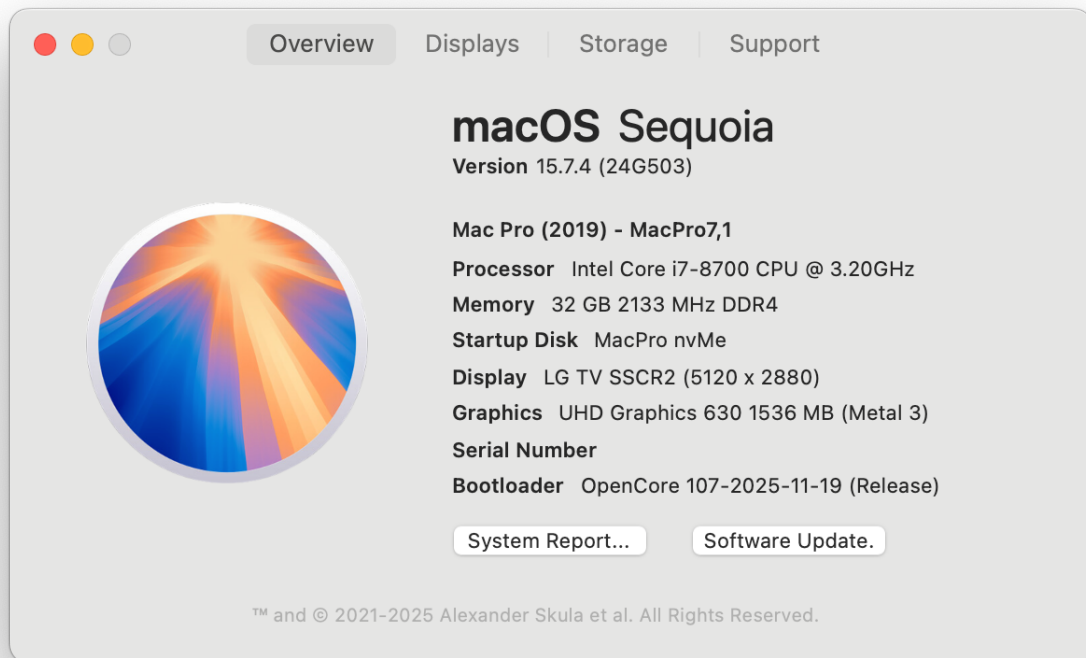 Overview Displays Storage Support
macOS Sequoia
Version 15.7.4 (24G503)
Mac Pro (2019) - MacPro7,1
Processor Intel Core i7-8700 CPU @ 3.20GHz
Memory 32 GB 2133 MHz DDR4
Startup Disk MacPro nvMe
Display LG TV SSCR2 (5120 x 2880)
Graphics UHD Graphics 630 1536 MB (Metal 3)
Serial Number
Bootloader OpenCore 107-2025-11-19 (Release)
System Report... Software Update.
™ and © 2021-2025 Alexander Skula et al. All Rights Reserved.